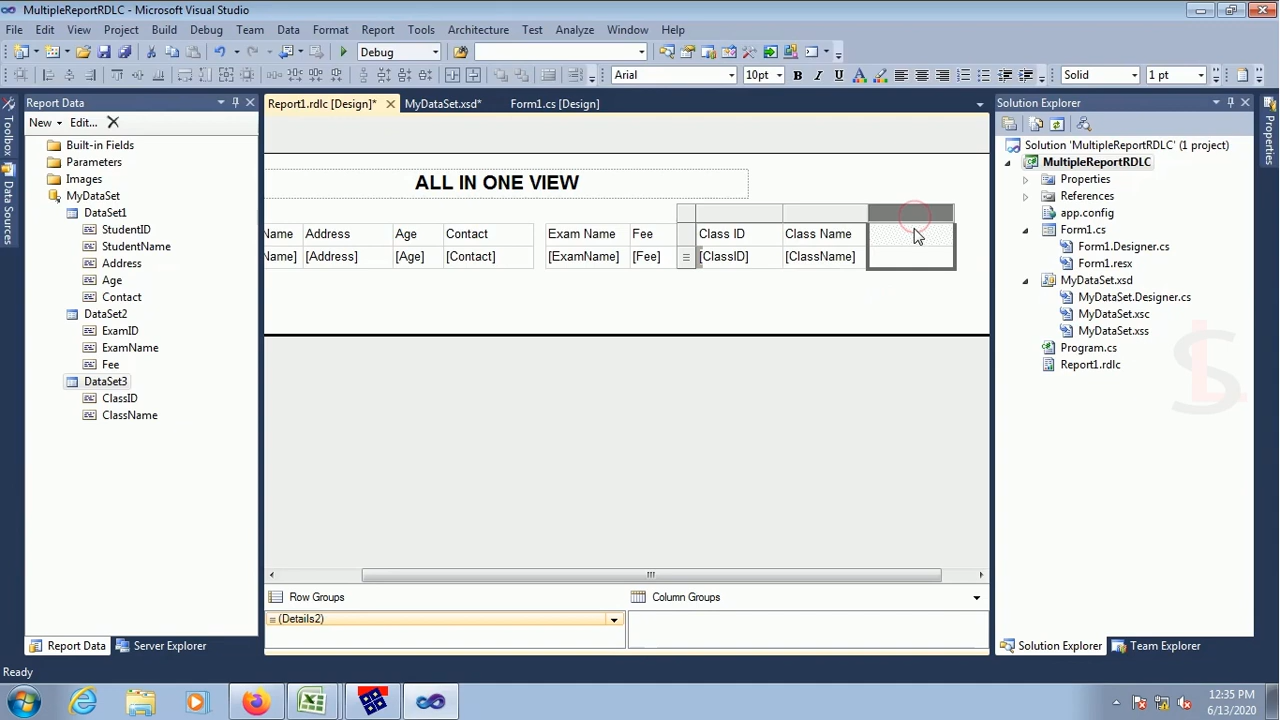 MultipleReportRDLC - Microsoft Visual Studio
File Edit View Project Build Debug Team Data Format Report Tools Architecture Test Analyze Window Help
Debug
Arial 10pt B I U A Solid 1 pt
Report Data
Report1.rdlc [Design]* MyDataSet.xsd* Form1.cs [Design]
Solution Explorer
New Edit...
Toolbox
Data Sources
Properties
Built-in Fields
Parameters
Images
MyDataSet
DataSet1
StudentID
StudentName
Address
Age
Contact
DataSet2
ExamID
ExamName
Fee
DataSet3
ClassID
ClassName
ALL IN ONE VIEW
Name Address Age Contact Exam Name Fee Class ID Class Name
Name] [Address] [Age] [Contact] [ExamName] [Fee] [ClassID] [ClassName]
Solution 'MultipleReportRDLC' (1 project)
MultipleReportRDLC
Properties
References
app.config
Form1.cs
Form1.Designer.cs
Form1.resx
MyDataSet.xsd
MyDataSet.Designer.cs
MyDataSet.xsc
MyDataSet.xss
Program.cs
Report1.rdlc
Row Groups Column Groups
(Details2)
Report Data Server Explorer
Solution Explorer Team Explorer
Ready
12:35 PM
6/13/2020